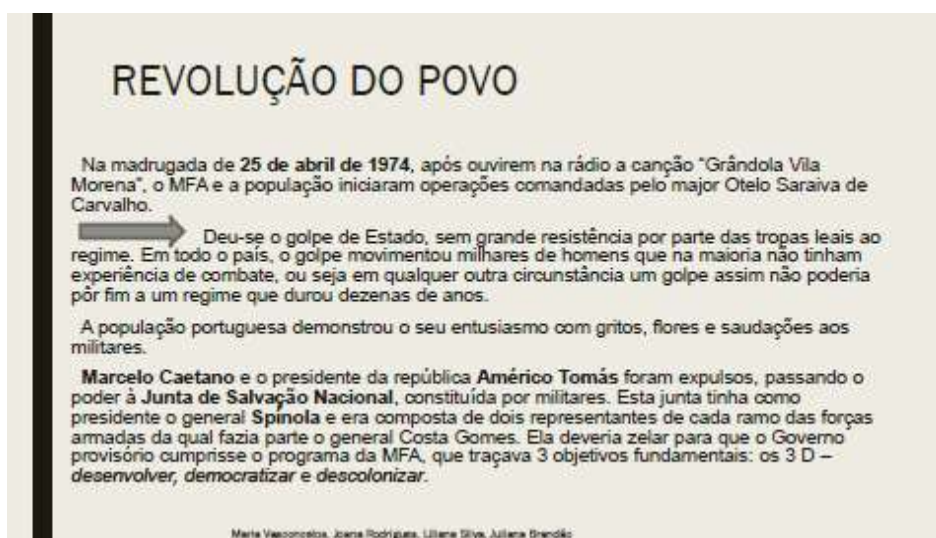 REVOLUÇÃO DO POVO
Na madrugada de 25 de abril de 1974, após ouvirem na rádio a canção "Grândola Vila
Morena", o MFA e a população iniciaram operações comandadas pelo major Otelo Saraiva de
Carvalho.
Deu-se o golpe de Estado, sem grande resistência por parte das tropas leais ao
regime. Em todo o país, o golpe movimentou milhares de homens que na maioria não tinham
experiência de combate, ou seja em qualquer outra circunstância um golpe assim não poderia
pôr fim a um regime que durou dezenas de anos.
A população portuguesa demonstrou o seu entusiasmo com gritos, flores e saudações aos
militares.
Marcelo Caetano e o presidente da república Américo Tomás foram expulsos, passando o
poder à Junta de Salvação Nacional, constituída por militares. Esta junta tinha como
presidente o general Spínola e era composta de dois representantes de cada ramo das forças
armadas da qual fazia parte o general Costa Gomes. Ela deveria zelar para que o Governo
provisório cumprisse o programa da MFA, que traçava 3 objetivos fundamentais: os 3 D –
desenvolver, democratizar e descolonizar.
Maria Vasconcelos, Joana Rodrigues, Liliana Silva, Juliana Brandão